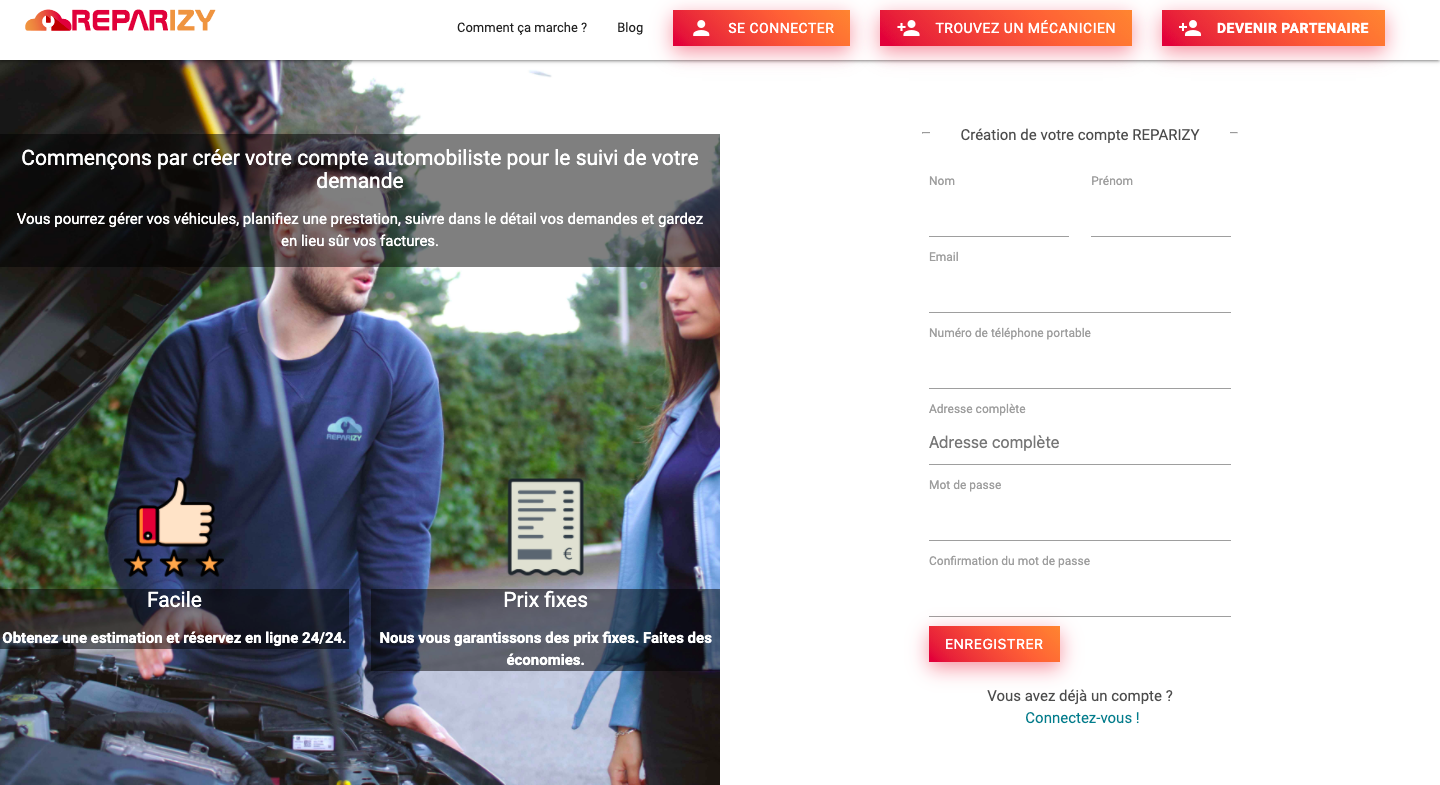 REPARIZY
Comment ça marche ?
Blog
SE CONNECTER
TROUVEZ UN MÉCANICIEN
DEVENIR PARTENAIRE
Commençons par créer votre compte automobiliste pour le suivi de votre
demande
Vous pourrez gérer vos véhicules, planifiez une prestation, suivre dans le détail vos demandes et gardez
en lieu sûr vos factures.
REPARIZY
€
Facile
Obtenez une estimation et réservez en ligne 24/24.
Prix fixes
Nous vous garantissons des prix fixes. Faites des
économies.
Création de votre compte REPARIZY
Nom
Prénom
Email
Numéro de téléphone portable
Adresse complète
Adresse complète
Mot de passe
Confirmation du mot de passe
ENREGISTRER
Vous avez déjà un compte ?
Connectez-vous !